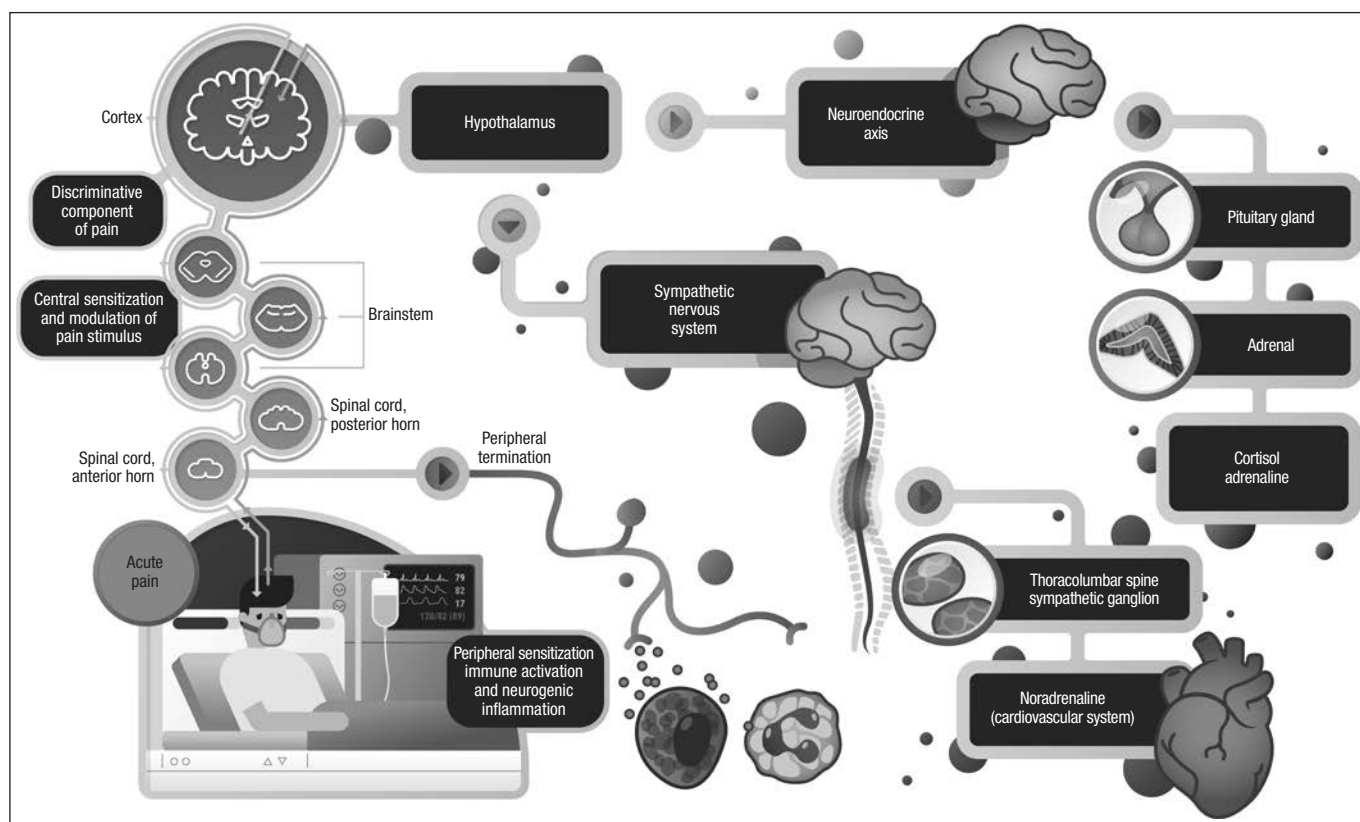 Cortex
Hypothalamus
Neuroendocrine
axis
Discriminative
component
of pain
Pituitary gland
Central sensitization
and modulation of
pain stimulus
Brainstem
Sympathetic
nervous
system
Adrenal
Spinal cord,
posterior horn
Spinal cord,
anterior horn
Peripheral
termination
Cortisol
adrenaline
Acute
pain
79
82
17
120/82 (89)
Thoracolumbar spine
sympathetic ganglion
Peripheral sensitization
immune activation
and neurogenic
inflammation
Noradrenaline
(cardiovascular system)